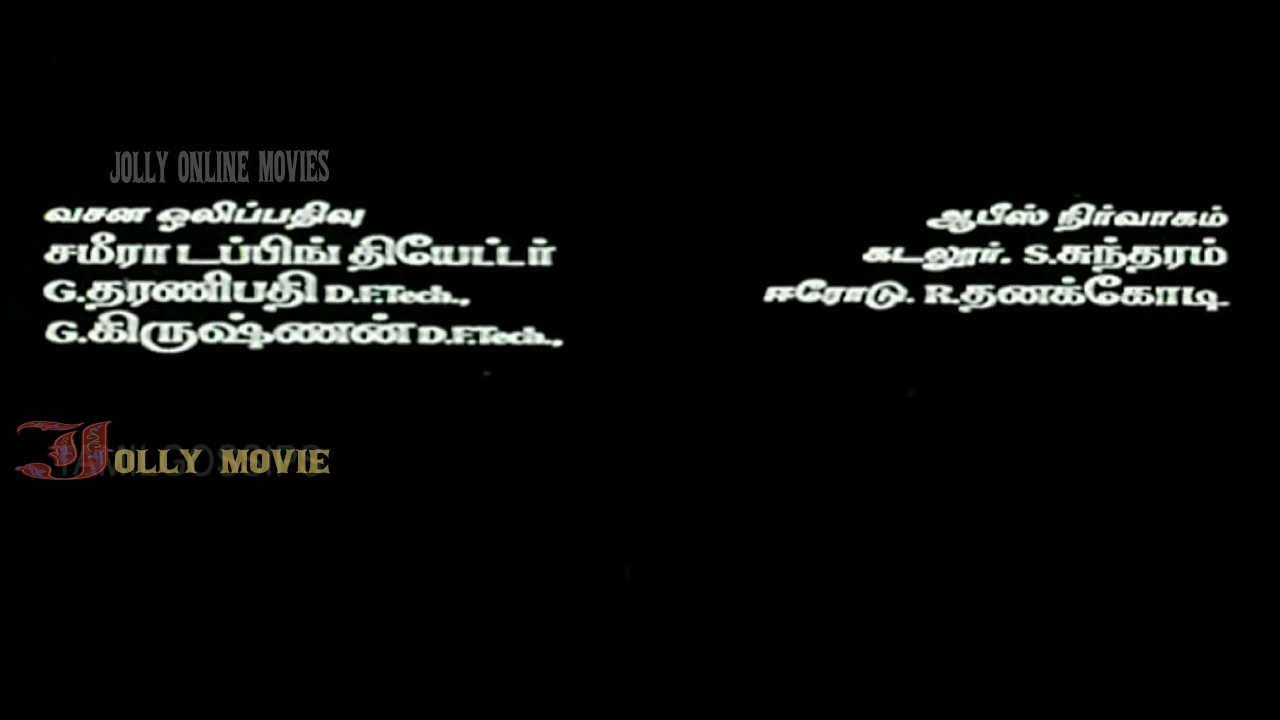 JOLLY ONLINE MOVIES
வசன ஒலிப்பதிவு
சமீரா டப்பிங் தியேட்டர்
G.தரணிபதி D.F.Tech.,
G.கிருஷ்ணன் D.F.Tech.,
ஆபீஸ் நிர்வாகம்
கடலூர். S.சுந்தரம்
ஈரோடு. R.தனக்கோடி
JOLLY MOVIE